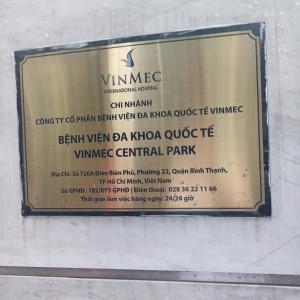 VINMEC
INTERNATIONAL HOSPITAL
CHI NHÁNH
CÔNG TY CỔ PHẦN BỆNH VIỆN ĐA KHOA QUỐC TẾ VINMEC
BỆNH VIỆN ĐA KHOA QUỐC TẾ
VINMEC CENTRAL PARK
Địa Chỉ: Số 720A Điện Biên Phủ, Phường 22, Quận Bình Thạnh,
TP Hồ Chí Minh, Việt Nam
Số GPHĐ : 182/BYT-GPHĐ | Điện thoại: 028 36 22 11 66
Thời gian làm việc hàng ngày: 24/24 giờ